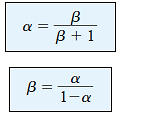 α = β / β + 1
β = α / 1−α